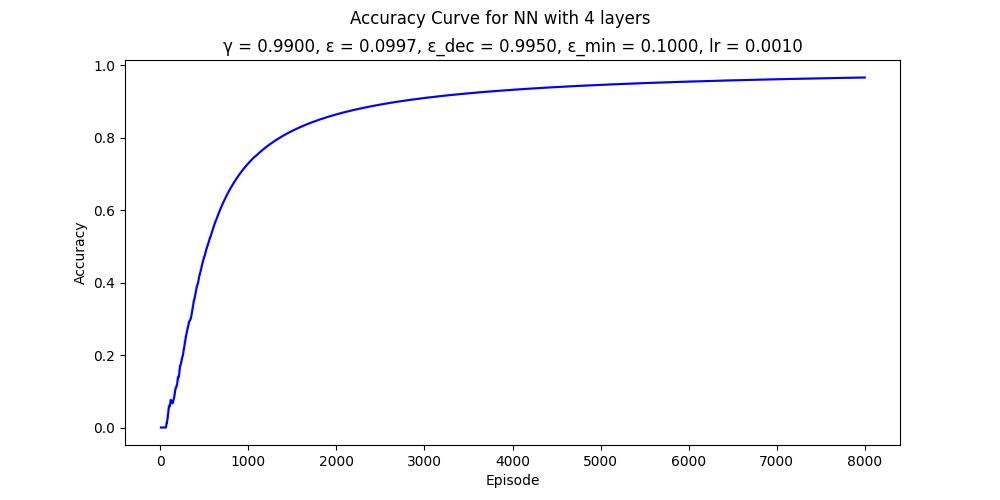 Accuracy Curve for NN with 4 layers
γ = 0.9900, ε = 0.0997, ε_dec = 0.9950, ε_min = 0.1000, lr = 0.0010
1.0
0.8
0.6
0.4
0.2
0.0
Accuracy
0 1000 2000 3000 4000 5000 6000 7000 8000
Episode